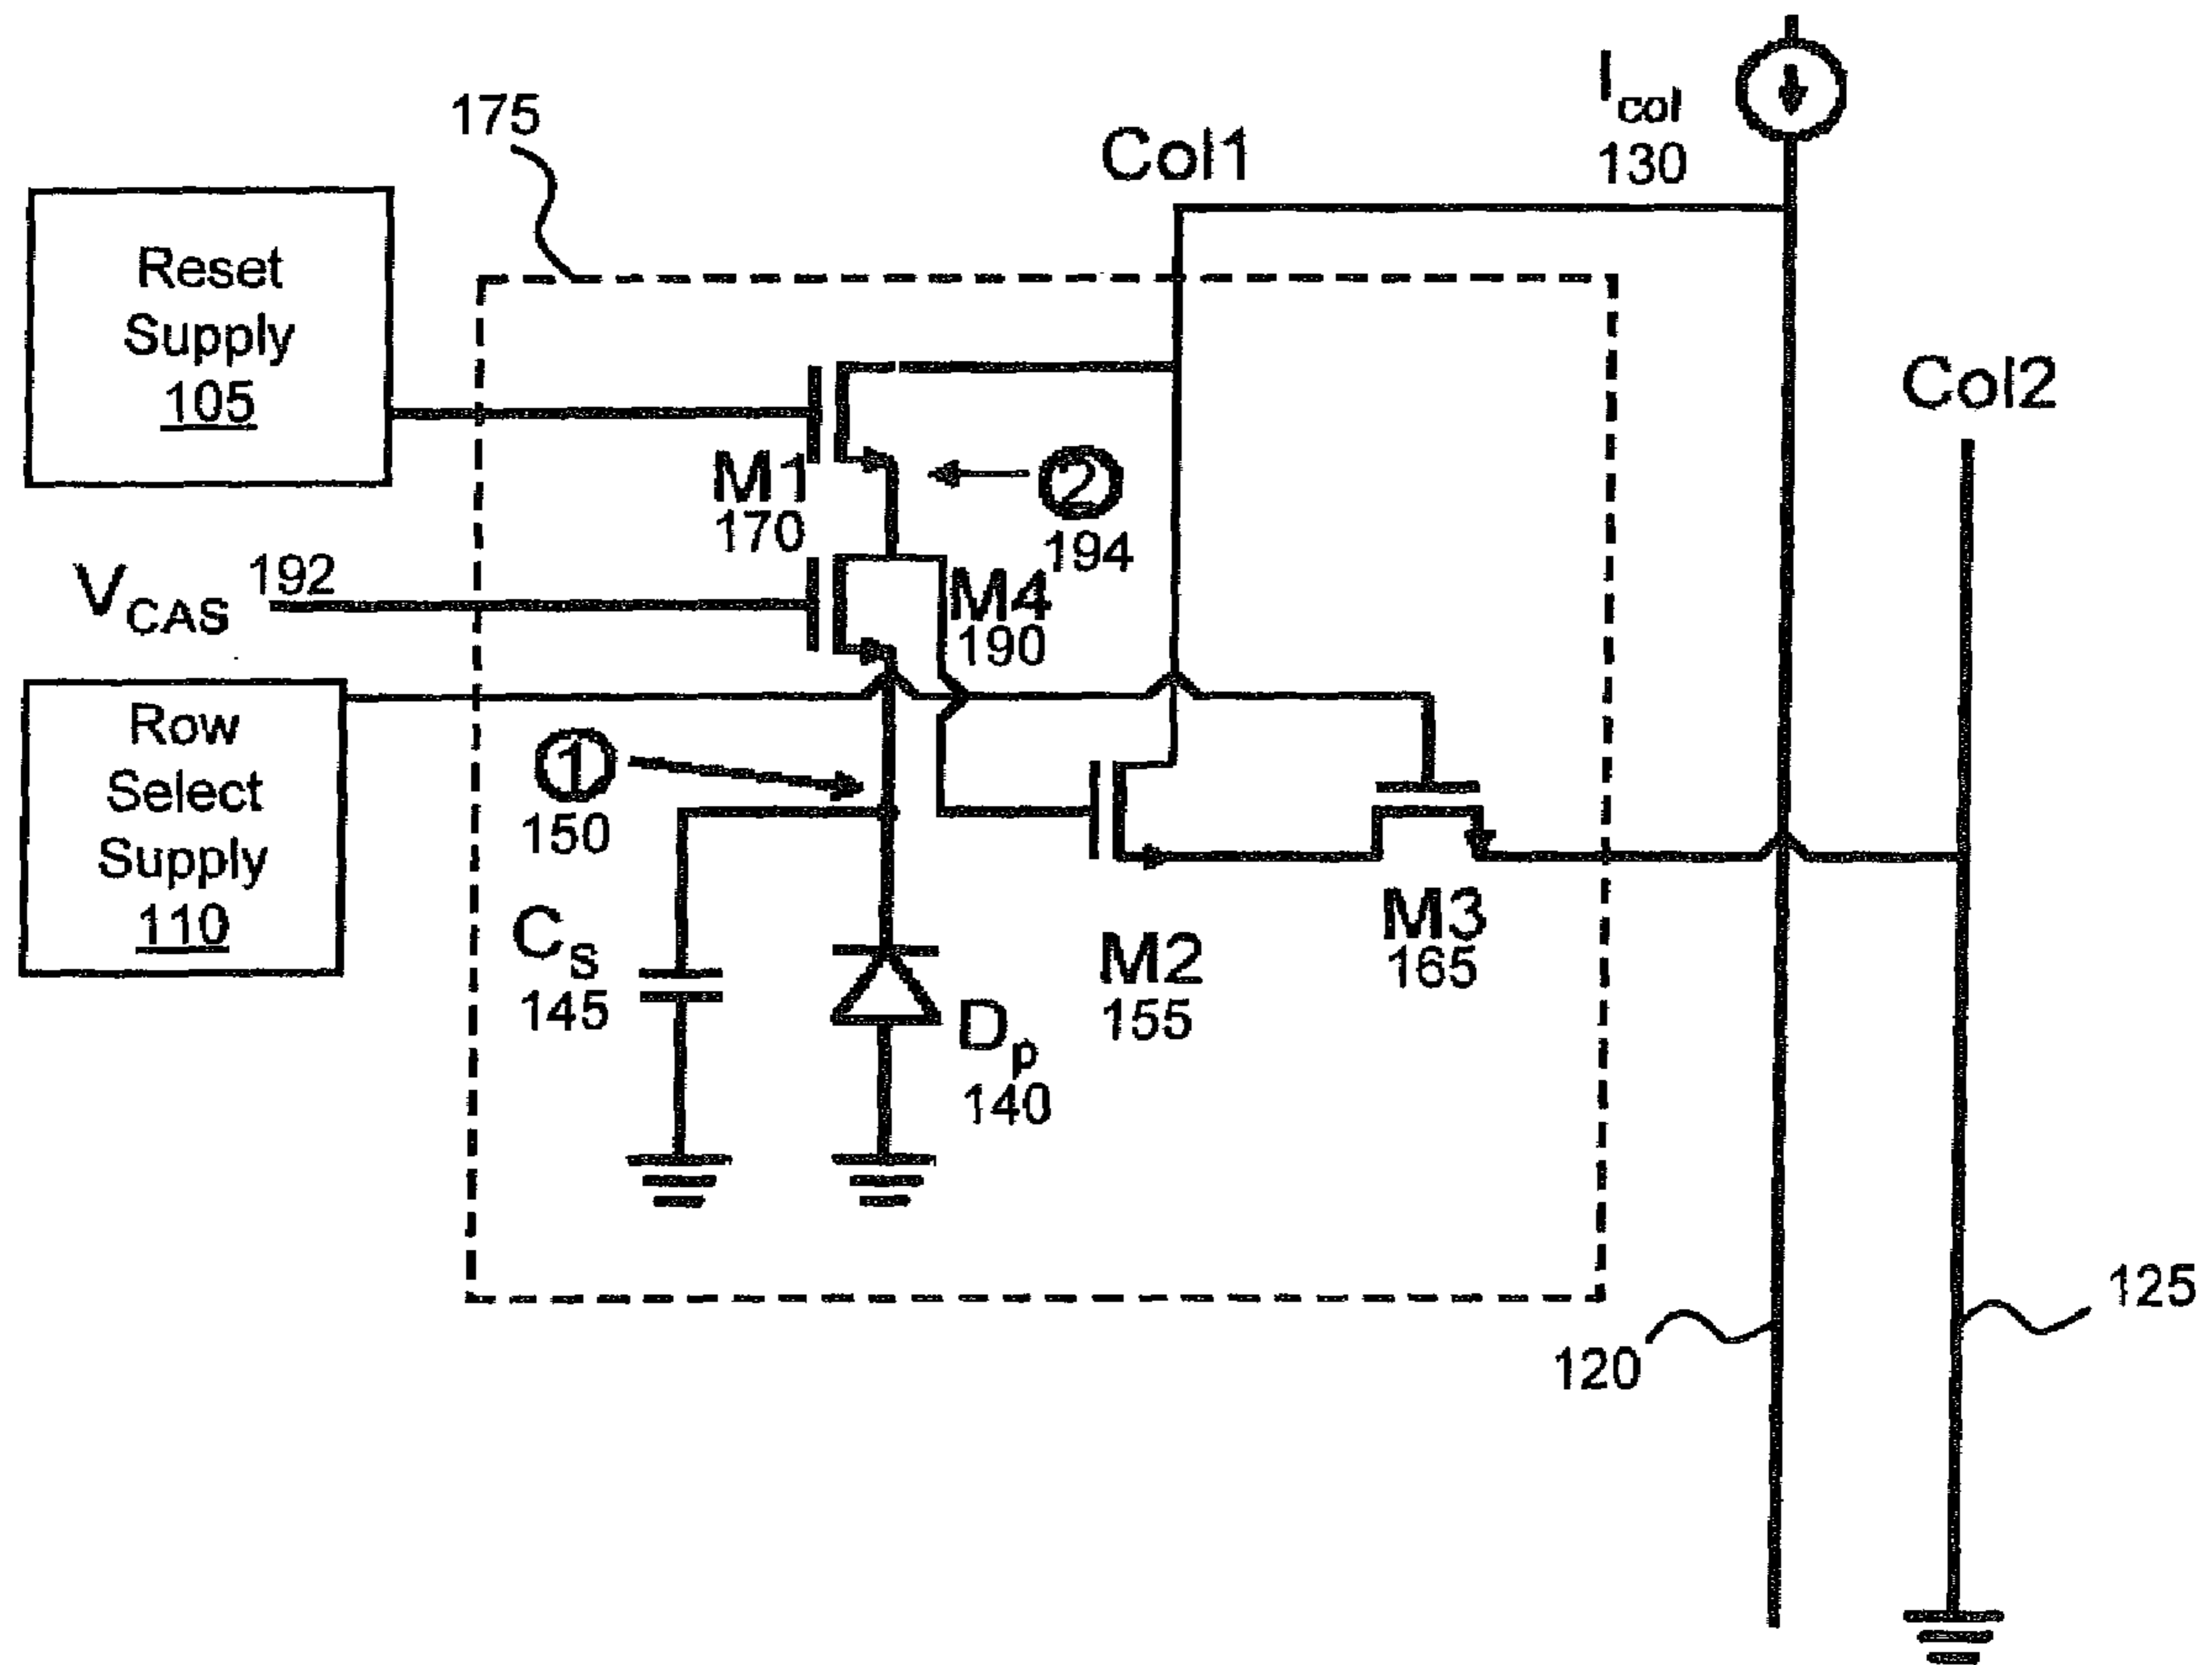 175
Reset
Supply
105
Col1
I_col
130
Col2
M1
170
2
194
V_CAS
192
M4
190
Row
Select
Supply
110
1
150
C_S
145
D_p
140
M2
155
M3
165
120
125